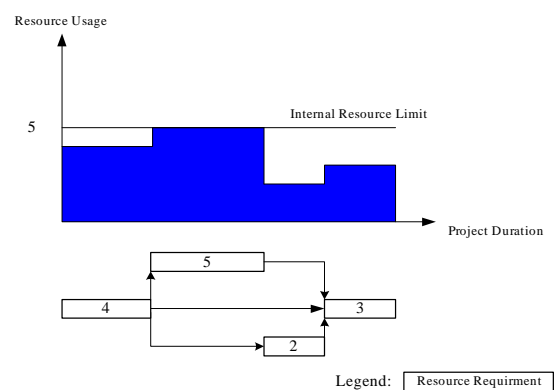 Resource Usage
5
Internal Resource Limit
Project Duration
5
4
3
2
Legend: Resource Requirment